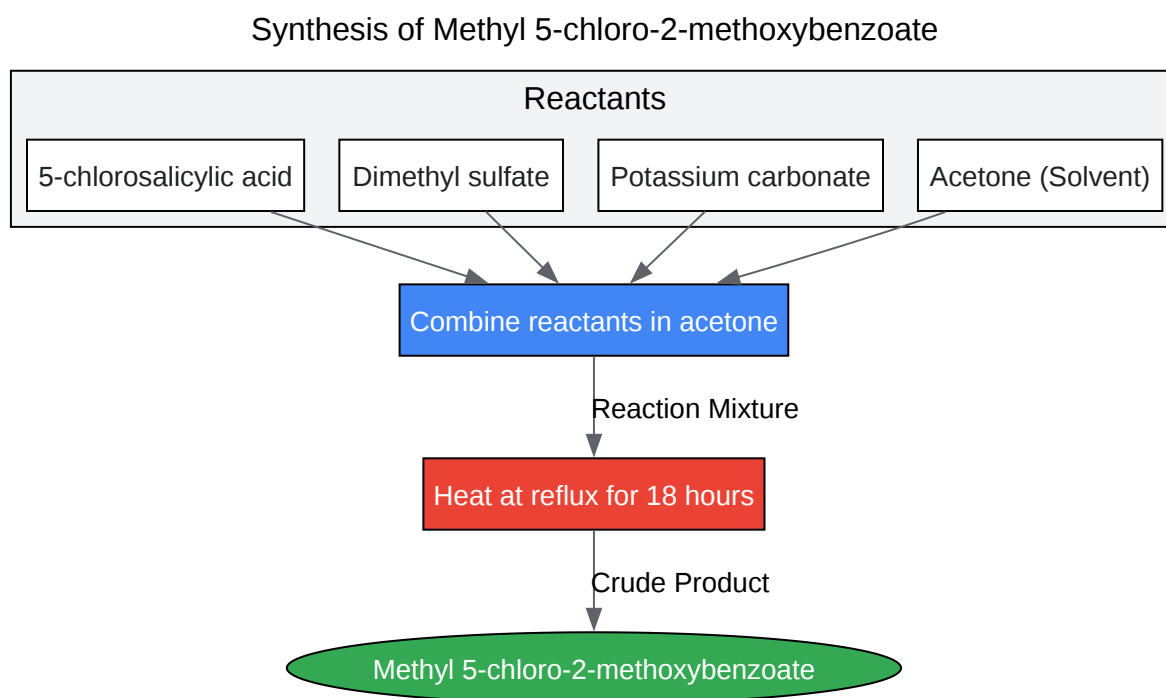 Synthesis of Methyl 5-chloro-2-methoxybenzoate
Reactants
5-chlorosalicylic acid
Dimethyl sulfate
Potassium carbonate
Acetone (Solvent)
Combine reactants in acetone
Reaction Mixture
Heat at reflux for 18 hours
Crude Product
Methyl 5-chloro-2-methoxybenzoate